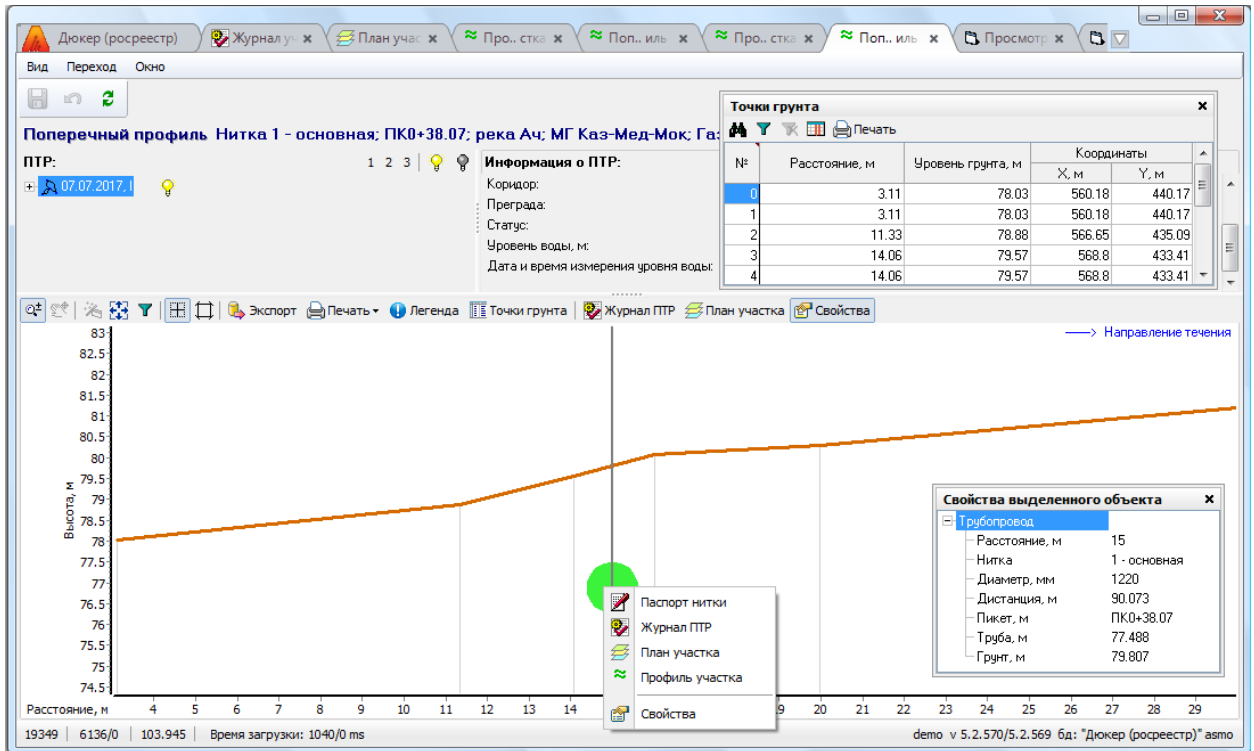 Дюкер (росреестр) Журнал уч План учас Про.. стка Поп.. иль Про.. стка Поп.. иль Просмотр
Вид Переход Окно
Поперечный профиль Нитка 1 - основная; ПК0+38.07; река Ач; МГ Каз-Мед-Мок; Газ
ПТР: 1 2 3
07.07.2017, I
Информация о ПТР:
Коридор:
Преграда:
Статус:
Уровень воды, м:
Дата и время измерения уровня воды:
Точки грунта
Печать
№ Расстояние, м Уровень грунта, м Координаты
X, м Y, м
0 3.11 78.03 560.18 440.17
1 3.11 78.03 560.18 440.17
2 11.33 78.88 566.65 435.09
3 14.06 79.57 568.8 433.41
4 14.06 79.57 568.8 433.41
Экспорт Печать Легенда Точки грунта Журнал ПТР План участка Свойства
Направление течения
Высота, м
83
82.5
82
81.5
81
80.5
80
79.5
79
78.5
78
77.5
77
76.5
76
75.5
75
74.5
Свойства выделенного объекта
Трубопровод
Расстояние, м 15
Нитка 1 - основная
Диаметр, мм 1220
Дистанция, м 90.073
Пикет, м ПК0+38.07
Труба, м 77.488
Грунт, м 79.807
Паспорт нитки
Журнал ПТР
План участка
Профиль участка
Свойства
Расстояние, м 4 5 6 7 8 9 10 11 12 13 14 20 21 22 23 24 25 26 27 28 29
19349 6136/0 103.945 Время загрузки: 1040/0 ms demo v 5.2.570/5.2.569 бд: "Дюкер (росреестр)" asmo